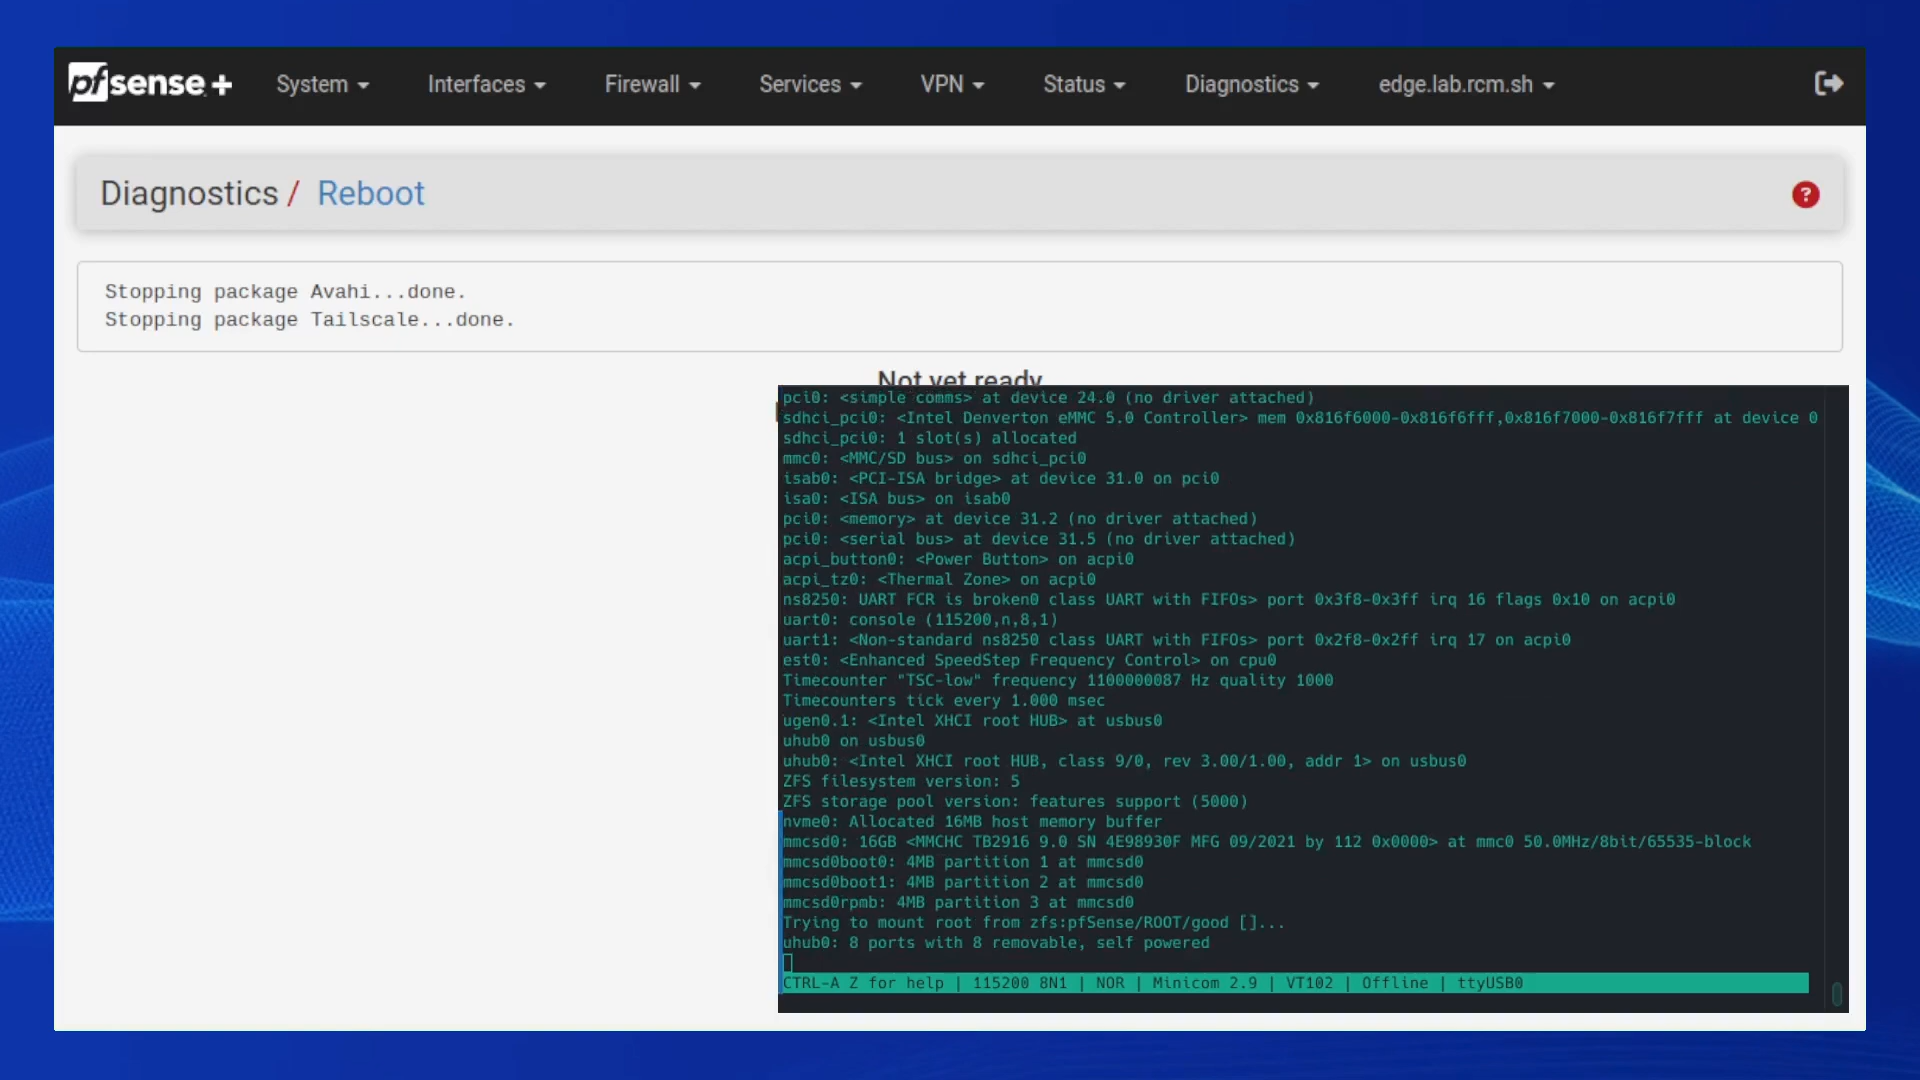 pfsense+ System Interfaces Firewall Services VPN Status Diagnostics edge.lab.rcm.sh
Diagnostics / Reboot
?
Stopping package Avahi...done.
Stopping package Tailscale...done.
Not yet ready
pci0: <simple comms> at device 24.0 (no driver attached)
sdhci_pci0: <Intel Denverton eMMC 5.0 Controller> mem 0x816f6000-0x816f6fff,0x816f7000-0x816f7fff at device 0
sdhci_pci0: 1 slot(s) allocated
mmc0: <MMC/SD bus> on sdhci_pci0
isab0: <PCI-ISA bridge> at device 31.0 on pci0
isa0: <ISA bus> on isab0
pci0: <memory> at device 31.2 (no driver attached)
pci0: <serial bus> at device 31.5 (no driver attached)
acpi_button0: <Power Button> on acpi0
acpi_tz0: <Thermal Zone> on acpi0
ns8250: UART FCR is broken0 class UART with FIFOs> port 0x3f8-0x3ff irq 16 flags 0x10 on acpi0
uart0: console (115200,n,8,1)
uart1: <Non-standard ns8250 class UART with FIFOs> port 0x2f8-0x2ff irq 17 on acpi0
est0: <Enhanced SpeedStep Frequency Control> on cpu0
Timecounter "TSC-low" frequency 1100000087 Hz quality 1000
Timecounters tick every 1.000 msec
ugen0.1: <Intel XHCI root HUB> at usbus0
uhub0 on usbus0
uhub0: <Intel XHCI root HUB, class 9/0, rev 3.00/1.00, addr 1> on usbus0
ZFS filesystem version: 5
ZFS storage pool version: features support (5000)
nvme0: Allocated 16MB host memory buffer
mmcsd0: 16GB <MMCHC TB2916 9.0 SN 4E98930F MFG 09/2021 by 112 0x0000> at mmc0 50.0MHz/8bit/65535-block
mmcsd0boot0: 4MB partition 1 at mmcsd0
mmcsd0boot1: 4MB partition 2 at mmcsd0
mmcsd0rpmb: 4MB partition 3 at mmcsd0
Trying to mount root from zfs:pfSense/ROOT/good []...
uhub0: 8 ports with 8 removable, self powered
CTRL-A Z for help | 115200 8N1 | NOR | Minicom 2.9 | VT102 | Offline | ttyUSB0